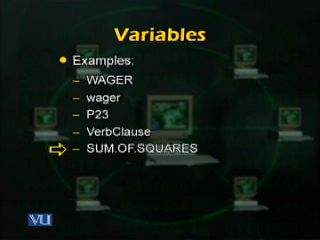 Variables
Examples:
– WAGER
– wager
– P23
– VerbClause
– SUM.OF.SQUARES
VU